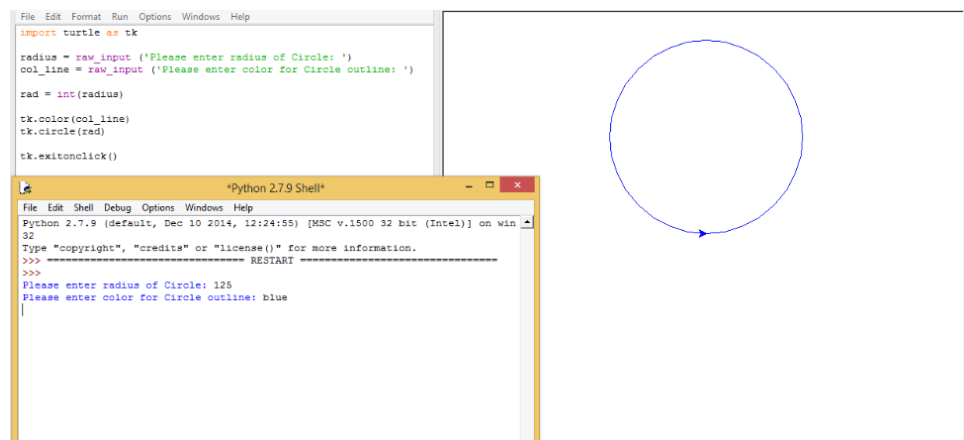 File Edit Format Run Options Windows Help
import turtle as tk
radius = raw_input ('Please enter radius of Circle: ')
col_line = raw_input ('Please enter color for Circle outline: ')
rad = int(radius)
tk.color(col_line)
tk.circle(rad)
tk.exitonclick()
*Python 2.7.9 Shell*
File Edit Shell Debug Options Windows Help
Python 2.7.9 (default, Dec 10 2014, 12:24:55) [MSC v.1500 32 bit (Intel)] on win
32
Type "copyright", "credits" or "license()" for more information.
>>> ================================ RESTART ================================
>>>
Please enter radius of Circle: 125
Please enter color for Circle outline: blue